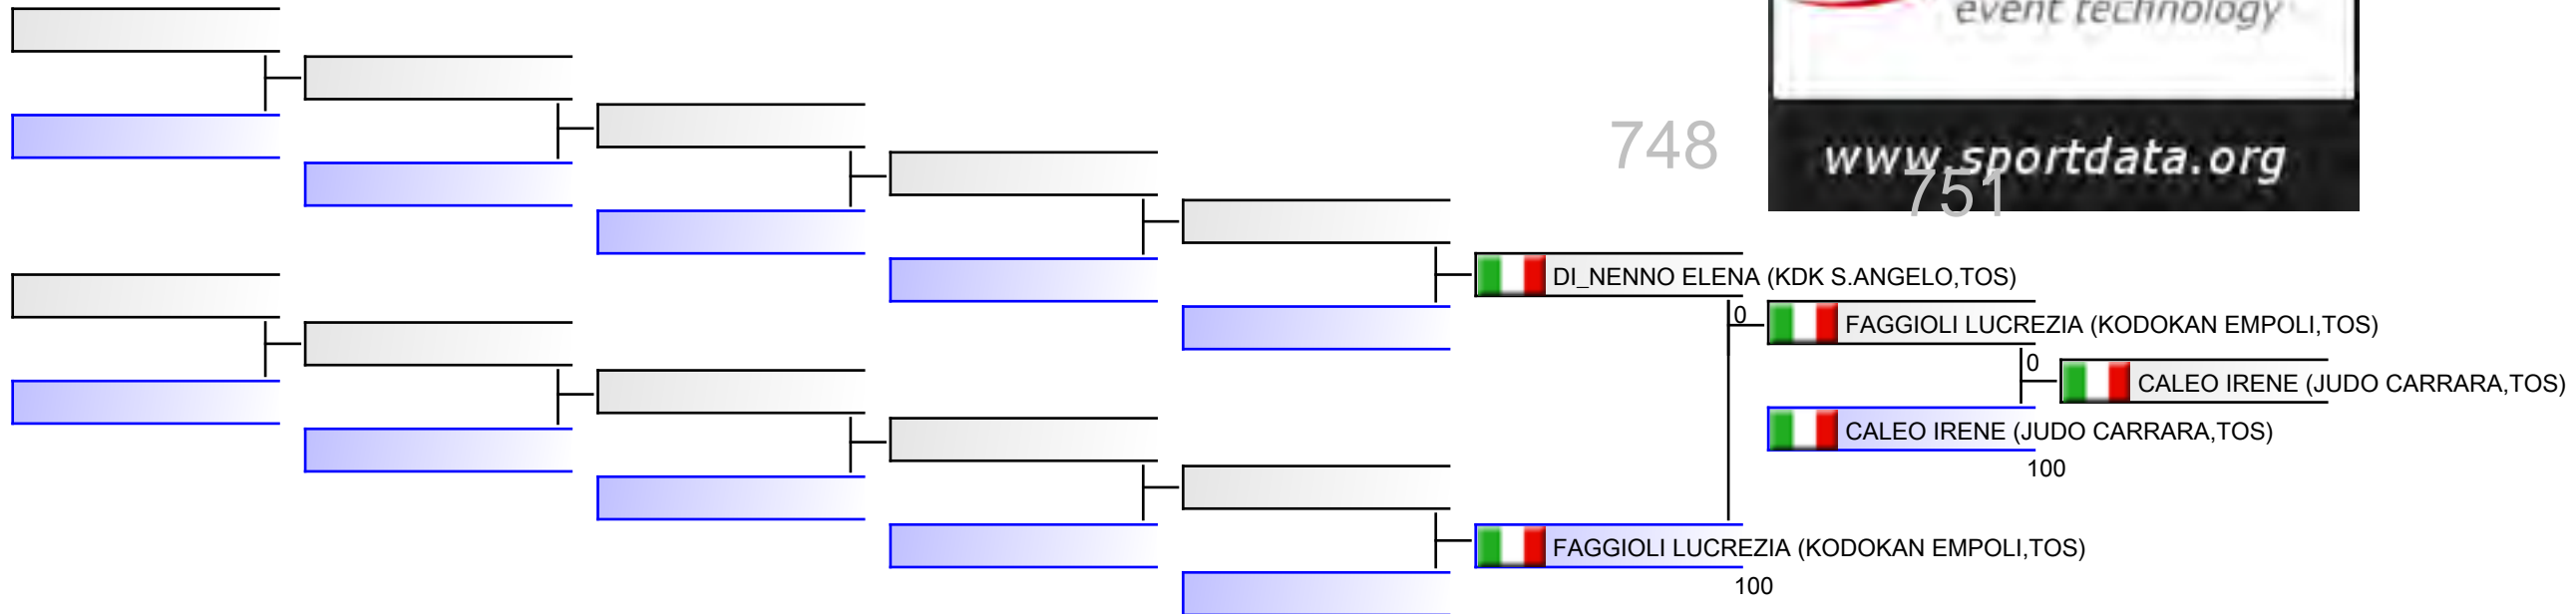 event technology
748
www.sportdata.org
751
DI_NENNO ELENA (KDK S.ANGELO,TOS)
0
FAGGIOLI LUCREZIA (KODOKAN EMPOLI,TOS)
0
CALEO IRENE (JUDO CARRARA,TOS)
CALEO IRENE (JUDO CARRARA,TOS)
100
FAGGIOLI LUCREZIA (KODOKAN EMPOLI,TOS)
100